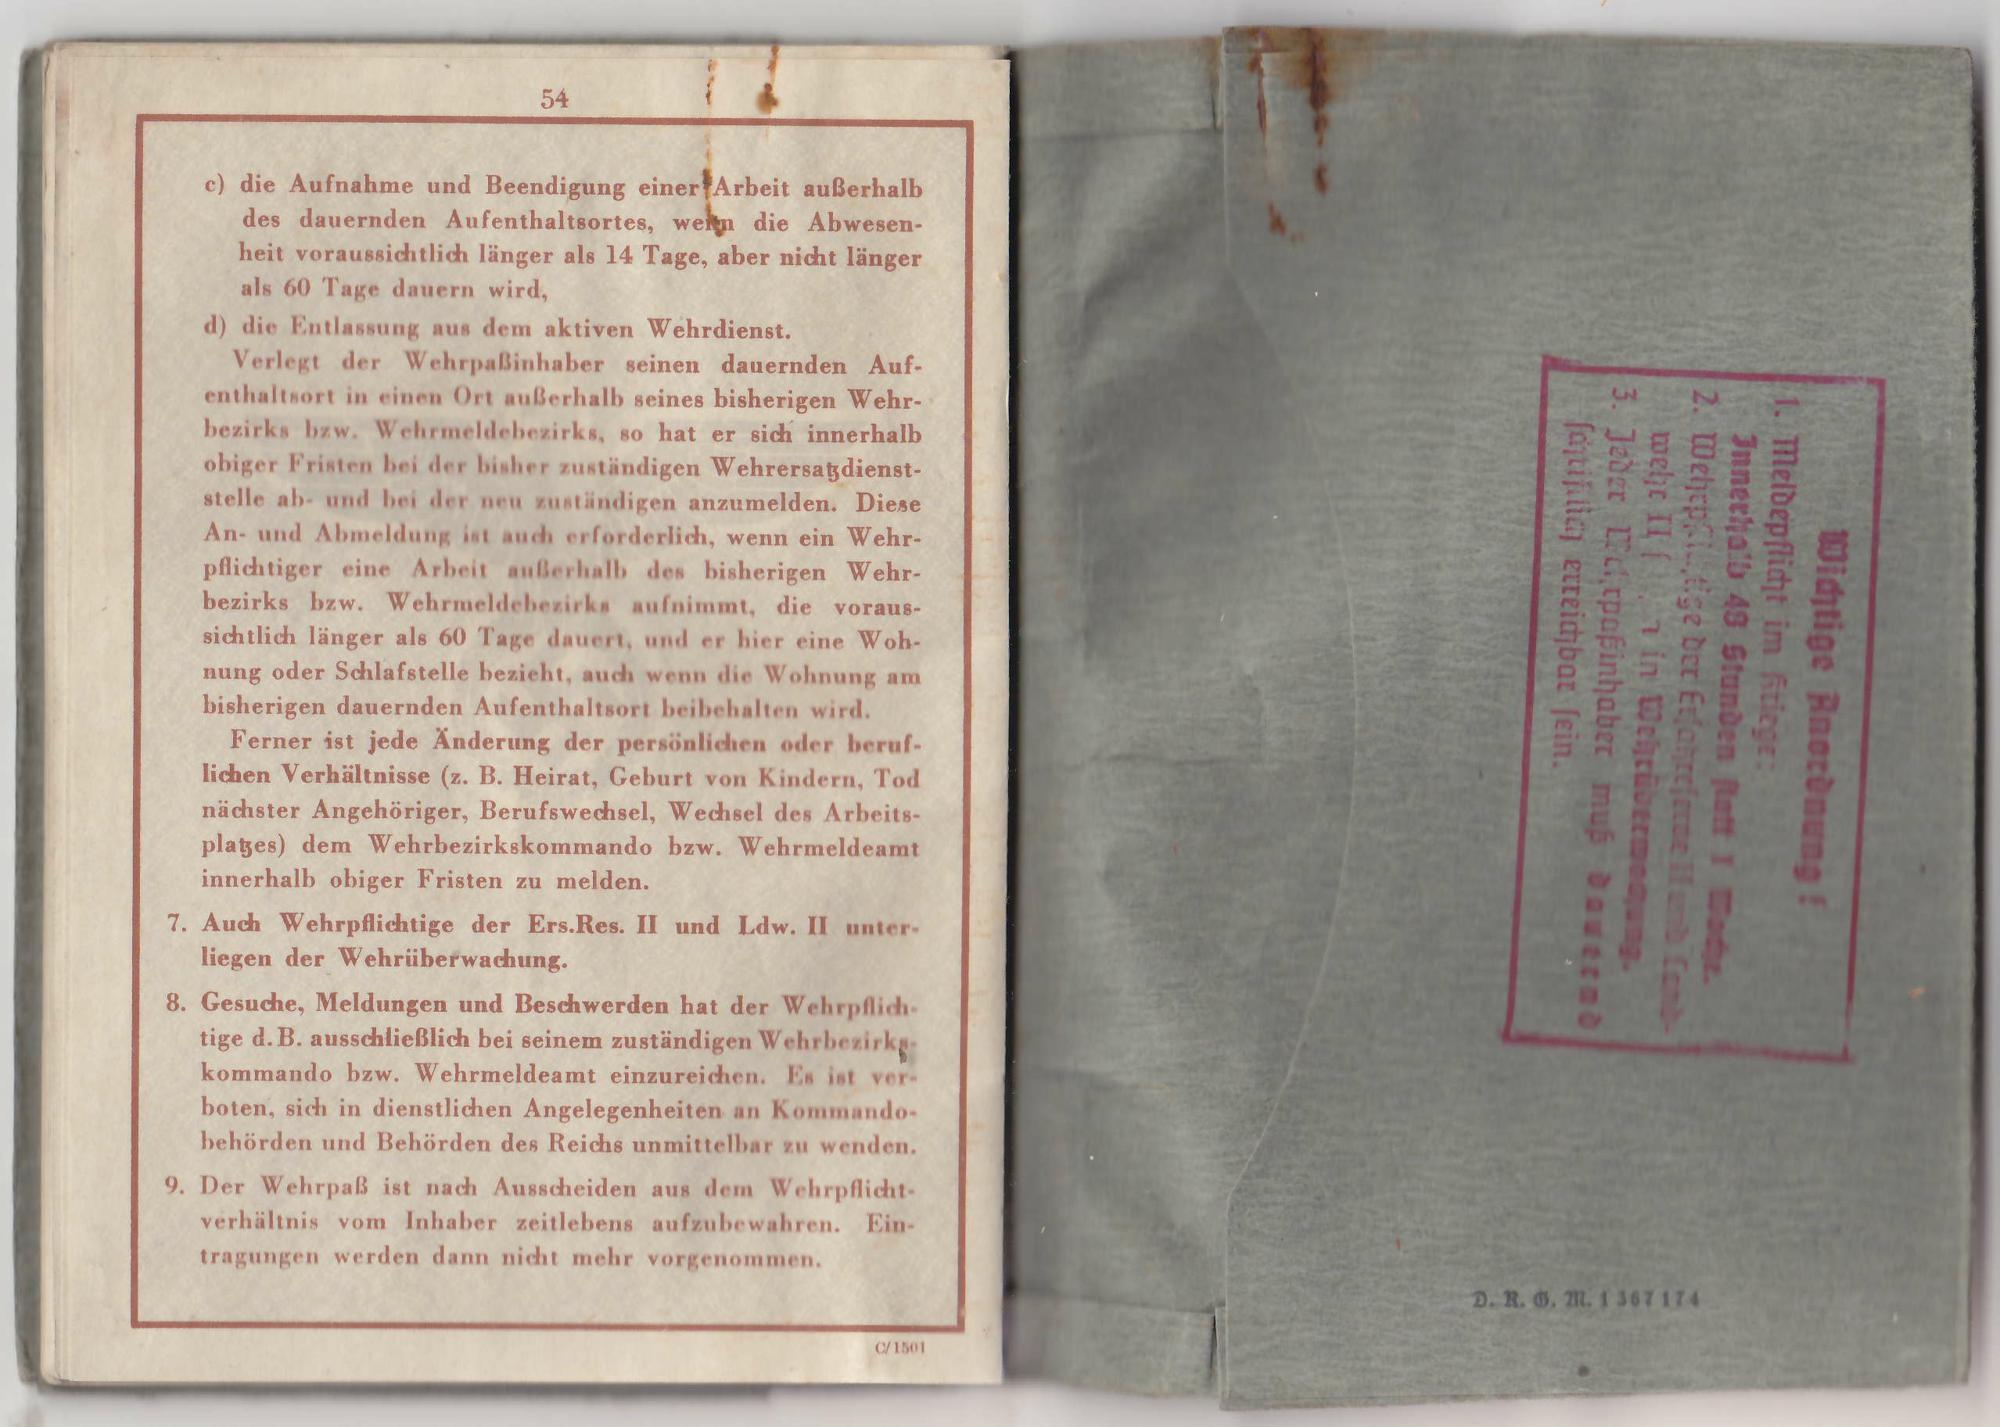 54
c) die Aufnahme und Beendigung einer Arbeit außerhalb
des dauernden Aufenthaltsortes, wenn die Abwesen-
heit voraussichtlich länger als 14 Tage, aber nicht länger
als 60 Tage dauern wird,
d) die Entlassung aus dem aktiven Wehrdienst.
Verlegt der Wehrpaßinhaber seinen dauernden Auf-
enthaltsort in einen Ort außerhalb seines bisherigen Wehr-
bezirks bzw. Wehrmeldebezirks, so hat er sich innerhalb
obiger Fristen bei der bisher zuständigen Wehrersatzdienst-
stelle ab- und bei der neu zuständigen anzumelden. Diese
An- und Abmeldung ist auch erforderlich, wenn ein Wehr-
pflichtiger eine Arbeit außerhalb des bisherigen Wehr-
bezirks bzw. Wehrmeldebezirks aufnimmt, die voraus-
sichtlich länger als 60 Tage dauert, und er hier eine Woh-
nung oder Schlafstelle bezieht, auch wenn die Wohnung am
bisherigen dauernden Aufenthaltsort beibehalten wird.
Ferner ist jede Änderung der persönlichen oder beruf-
lichen Verhältnisse (z. B. Heirat, Geburt von Kindern, Tod
nächster Angehöriger, Berufswechsel, Wechsel des Arbeits-
platzes) dem Wehrbezirkskommando bzw. Wehrmeldeamt
innerhalb obiger Fristen zu melden.
7. Auch Wehrpflichtige der Ers.Res. II und Ldw. II unter-
liegen der Wehrüberwachung.
8. Gesuche, Meldungen und Beschwerden hat der Wehrpflich-
tige d. B. ausschließlich bei seinem zuständigen Wehrbezirks-
kommando bzw. Wehrmeldeamt einzureichen. Es ist ver-
boten, sich in dienstlichen Angelegenheiten an Kommando-
behörden und Behörden des Reichs unmittelbar zu wenden.
9. Der Wehrpaß ist nach Ausscheiden aus dem Wehrpflicht-
verhältnis vom Inhaber zeitlebens aufzubewahren. Ein-
tragungen werden dann nicht mehr vorgenommen.
C/1501
Wichtige Anordnung!
1. Meldepflicht im Kriege:
Innerhalb 48 Stunden statt 1 Woche.
2. Wehrpflichtige der Ersatzreserve II und Land-
wehr II in Wehrüberwachung.
3. Jeder Wehrpaßinhaber muß dauernd
schriftlich erreichbar sein.
D. R. G. M. 1 367 174